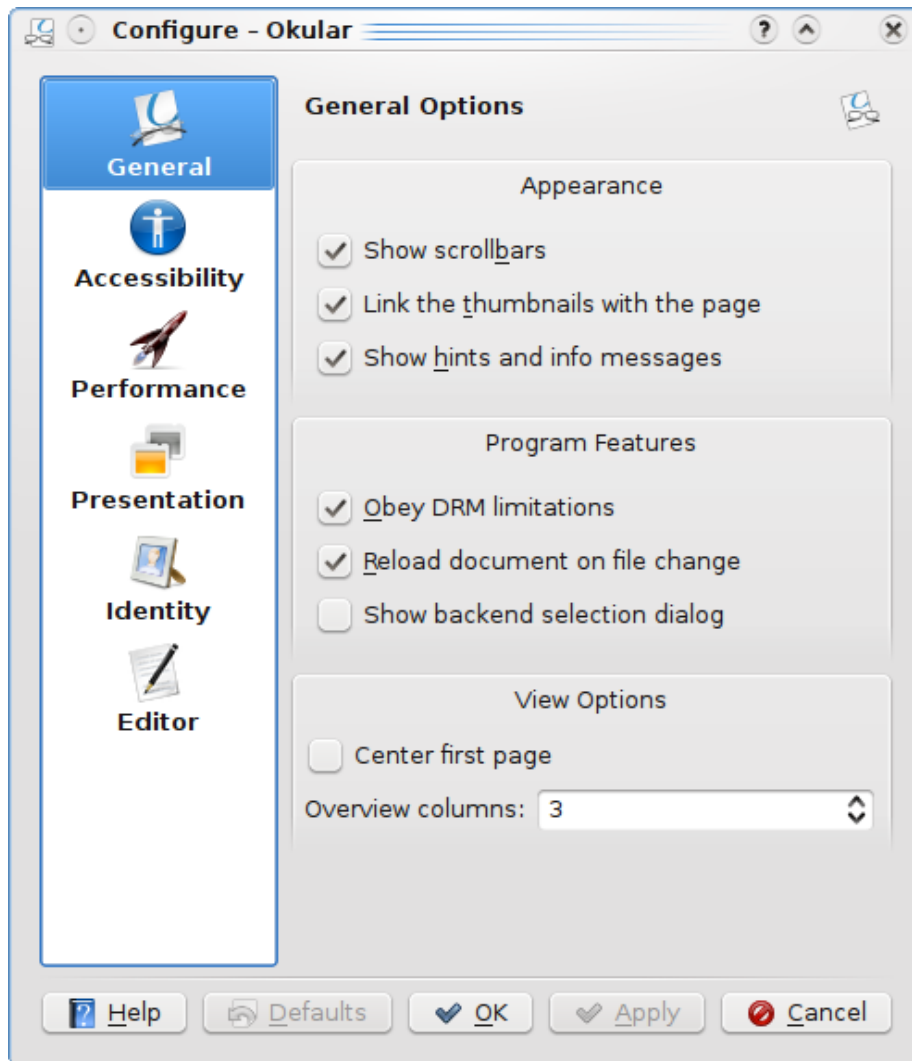 Configure – Okular
General
Accessibility
Performance
Presentation
Identity
Editor
General Options
Appearance
Show scrollbars
Link the thumbnails with the page
Show hints and info messages
Program Features
Obey DRM limitations
Reload document on file change
Show backend selection dialog
View Options
Center first page
Overview columns: 3
Help Defaults OK Apply Cancel